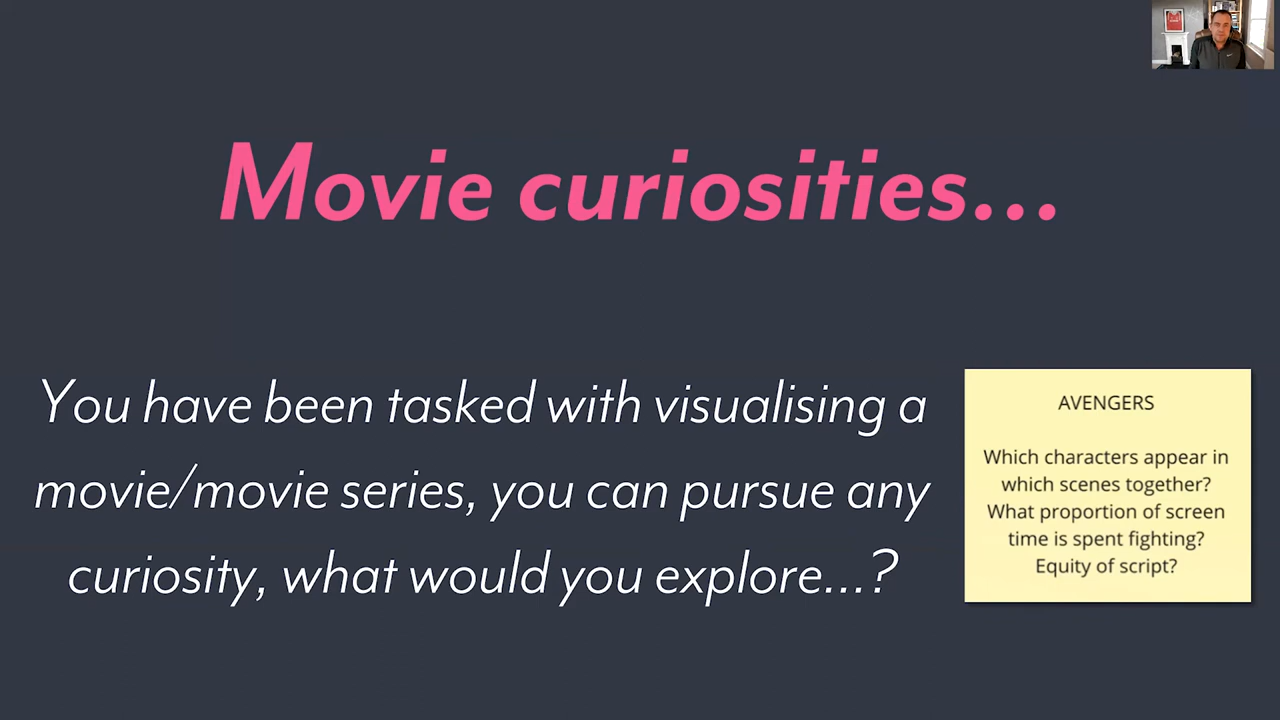 Movie curiosities...
You have been tasked with visualising a
movie/movie series, you can pursue any
curiosity, what would you explore...?
AVENGERS
Which characters appear in
which scenes together?
What proportion of screen
time is spent fighting?
Equity of script?